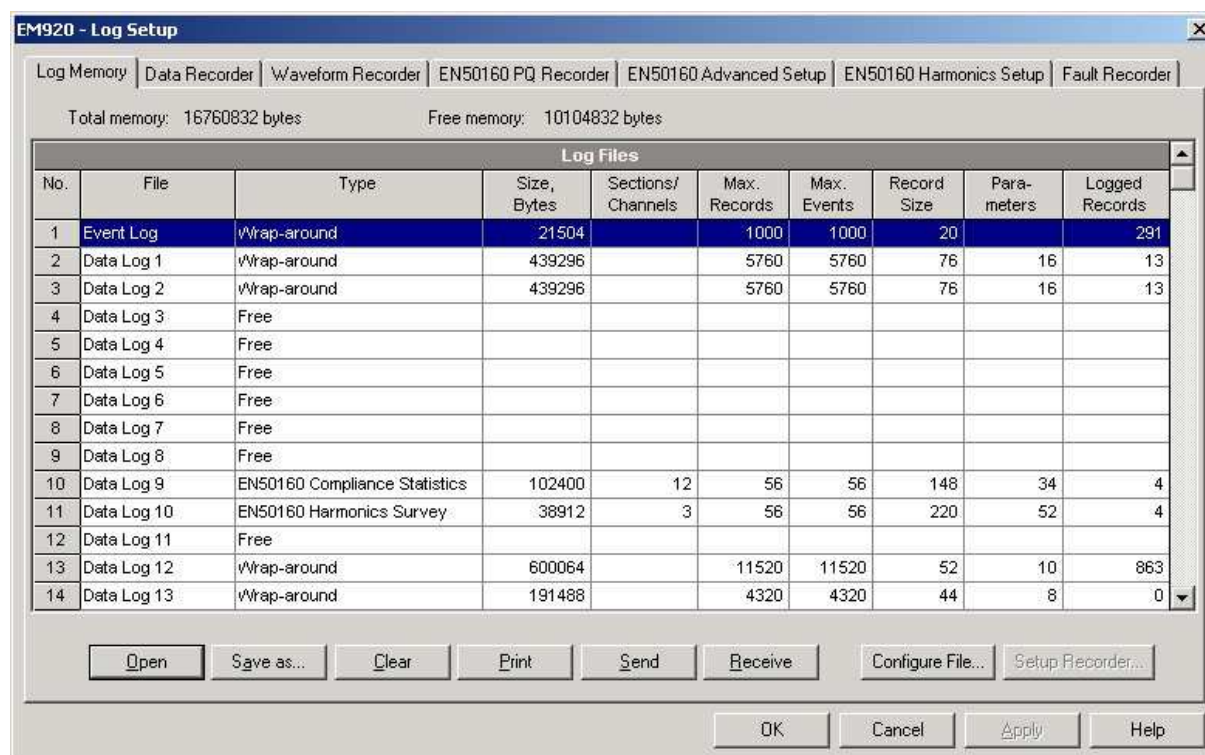 EM920 - Log Setup
Log Memory Data Recorder Waveform Recorder EN50160 PQ Recorder EN50160 Advanced Setup EN50160 Harmonics Setup Fault Recorder
Total memory: 16760832 bytes Free memory: 10104832 bytes
Log Files
No. File Type Size, Bytes Sections/ Channels Max. Records Max. Events Record Size Para- meters Logged Records
1 Event Log Wrap-around 21504 1000 1000 20 291
2 Data Log 1 Wrap-around 439296 5760 5760 76 16 13
3 Data Log 2 Wrap-around 439296 5760 5760 76 16 13
4 Data Log 3 Free
5 Data Log 4 Free
6 Data Log 5 Free
7 Data Log 6 Free
8 Data Log 7 Free
9 Data Log 8 Free
10 Data Log 9 EN50160 Compliance Statistics 102400 12 56 56 148 34 4
11 Data Log 10 EN50160 Harmonics Survey 38912 3 56 56 220 52 4
12 Data Log 11 Free
13 Data Log 12 Wrap-around 600064 11520 11520 52 10 863
14 Data Log 13 Wrap-around 191488 4320 4320 44 8 0
Open Save as... Clear Print Send Receive Configure File... Setup Recorder...
OK Cancel Apply Help